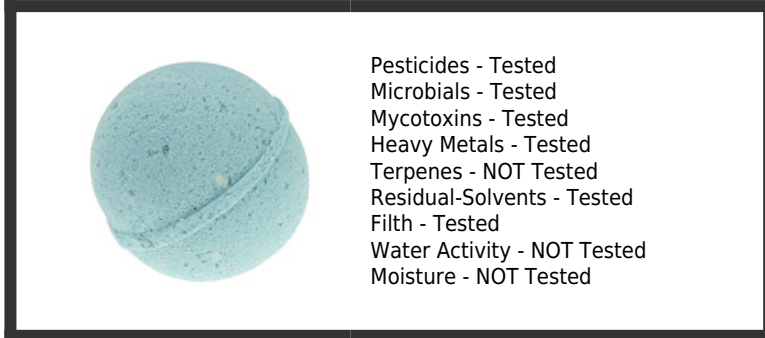 Pesticides - Tested
Microbials - Tested
Mycotoxins - Tested
Heavy Metals - Tested
Terpenes - NOT Tested
Residual-Solvents - Tested
Filth - Tested
Water Activity - NOT Tested
Moisture - NOT Tested